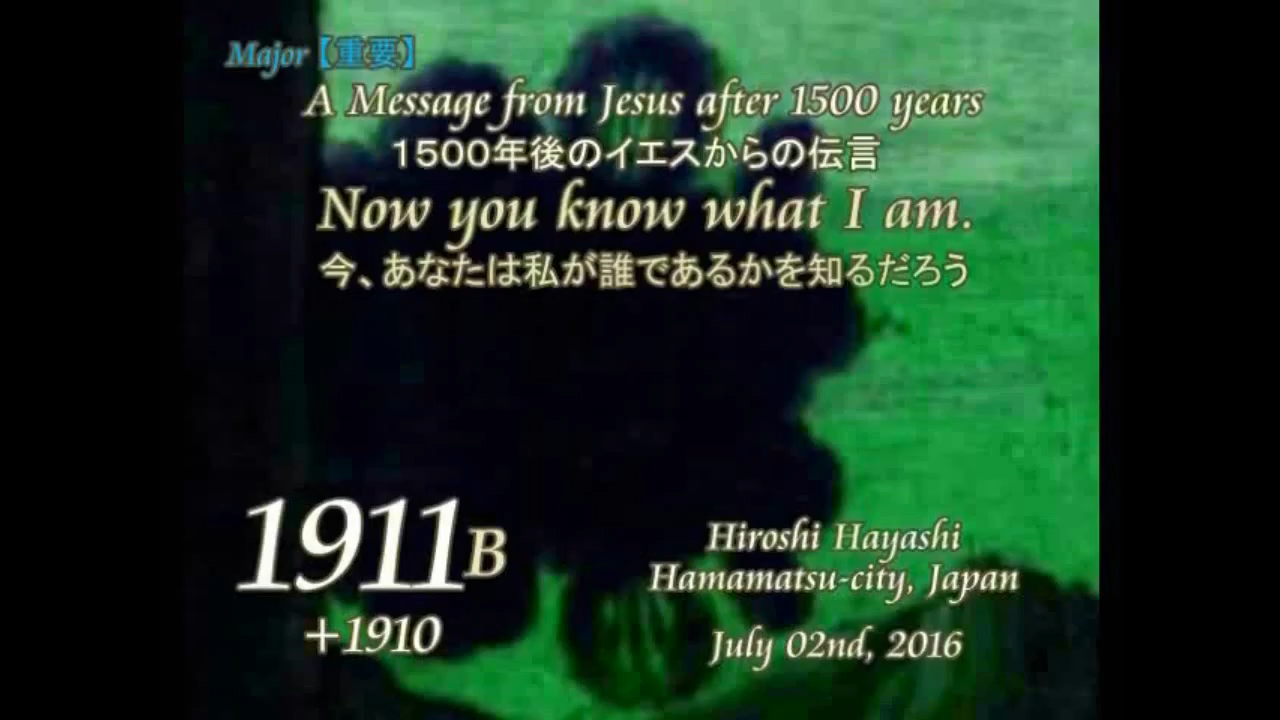 Major【重要】
A Message from Jesus after 1500 years
1500年後のイエスからの伝言
Now you know what I am.
今、あなたは私が誰であるかを知るだろう
1911B
+1910
Hiroshi Hayashi
Hamamatsu-city, Japan
July 02nd, 2016